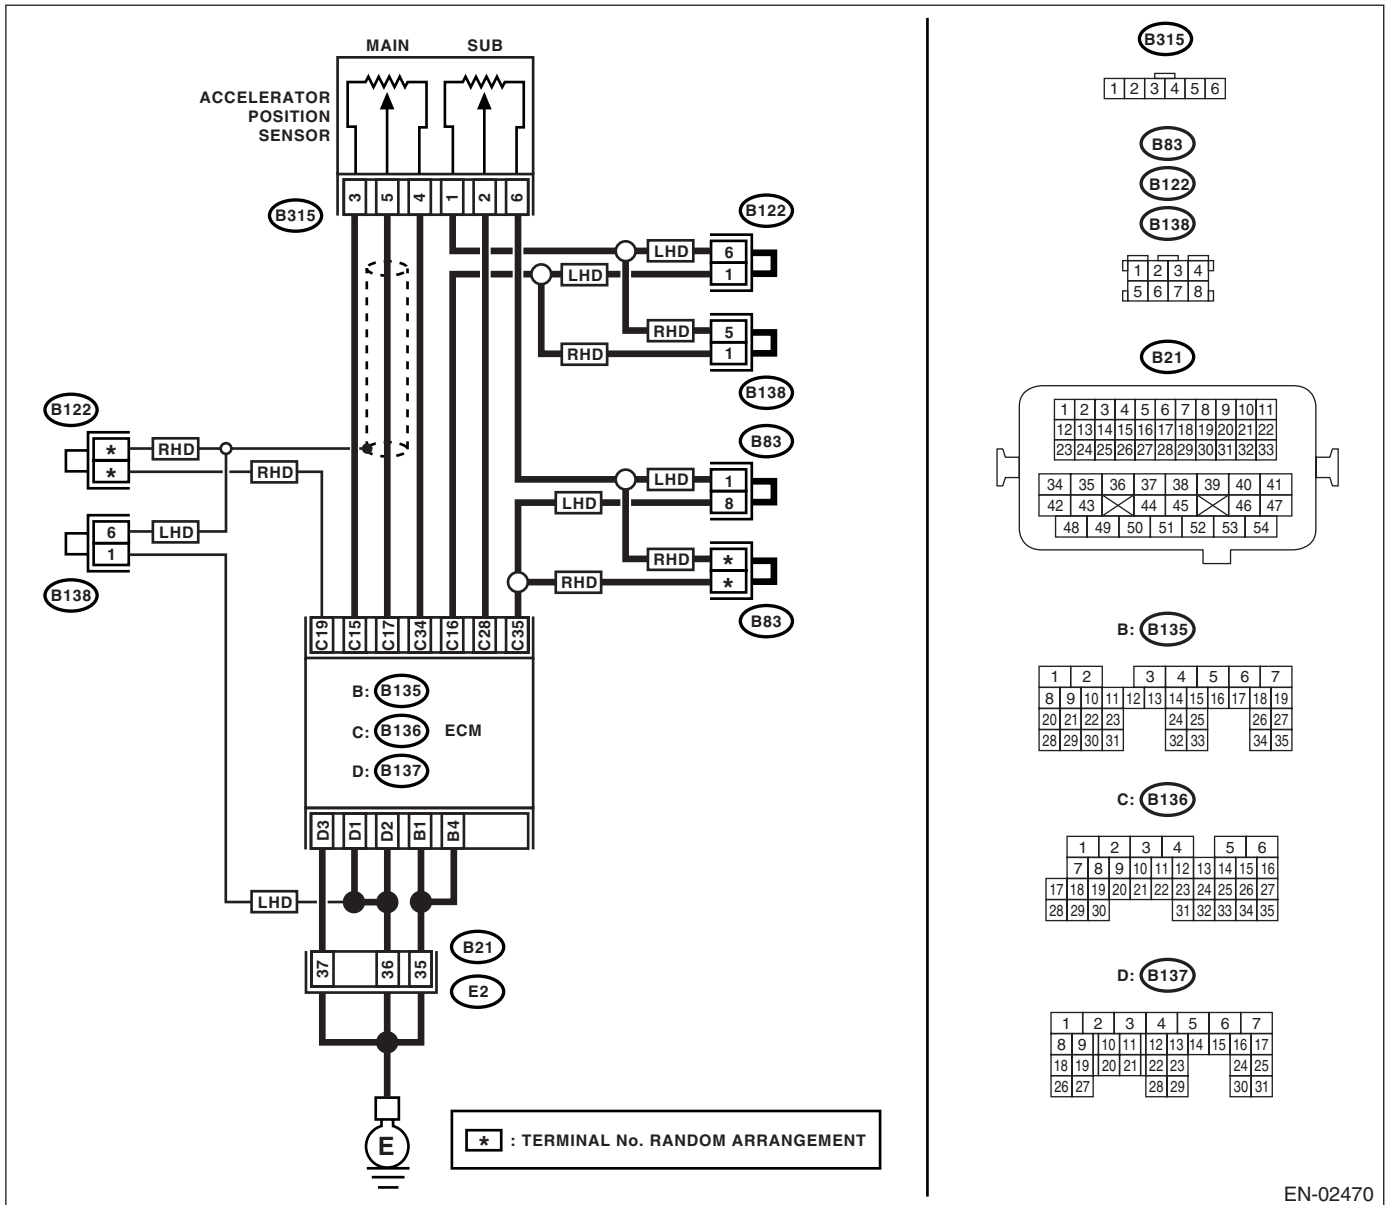 MAIN SUB
ACCELERATOR
POSITION
SENSOR
3 5 4 1 2 6
B315
B122
LHD 6
LHD 1
RHD 5
RHD 1
B138
B83
LHD 1
LHD 8
RHD *
RHD *
B83
B122
* RHD
* RHD
6 LHD
1
B138
C19 C15 C17 C34 C16 C28 C35
B: B135
C: B136 ECM
D: B137
D3 D1 D2 B1 B4
LHD
37 36 35
B21
E2
E
* : TERMINAL No. RANDOM ARRANGEMENT
B315
1 2 3 4 5 6
B83
B122
B138
1 2 3 4
5 6 7 8
B21
1 2 3 4 5 6 7 8 9 10 11
12 13 14 15 16 17 18 19 20 21 22
23 24 25 26 27 28 29 30 31 32 33
34 35 36 37 38 39 40 41
42 43 44 45 46 47
48 49 50 51 52 53 54
B: B135
1 2 3 4 5 6 7
8 9 10 11 12 13 14 15 16 17 18 19
20 21 22 23 24 25 26 27
28 29 30 31 32 33 34 35
C: B136
1 2 3 4 5 6
7 8 9 10 11 12 13 14 15 16
17 18 19 20 21 22 23 24 25 26 27
28 29 30 31 32 33 34 35
D: B137
1 2 3 4 5 6 7
8 9 10 11 12 13 14 15 16 17
18 19 20 21 22 23 24 25
26 27 28 29 30 31
EN-02470